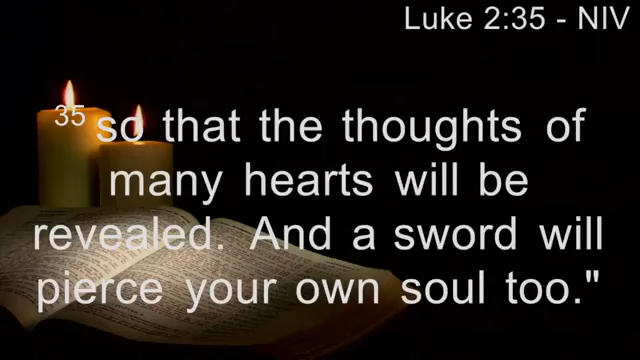 Luke 2:35 - NIV
35 so that the thoughts of
many hearts will be
revealed. And a sword will
pierce your own soul too."